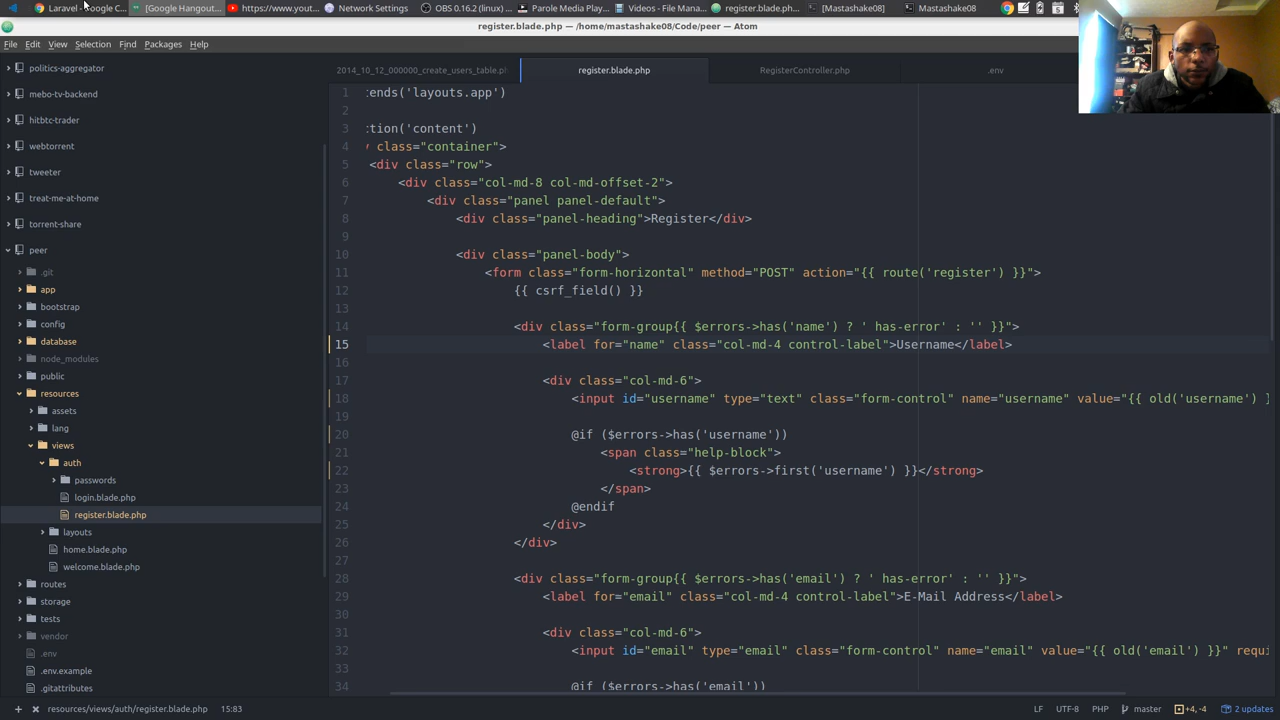 Laravel - Google C...
[Google Hangout...
https://www.yout...
Network Settings
OBS 0.16.2 (linux) ...
Parole Media Play...
Videos - File Mana...
register.blade.ph...
[Mastashake08]
Mastashake08
register.blade.php — /home/mastashake08/Code/peer — Atom
File Edit View Selection Find Packages Help
politics-aggregator
mebo-tv-backend
hitbtc-trader
webtorrent
tweeter
treat-me-at-home
torrent-share
peer
.git
app
bootstrap
config
database
node_modules
public
resources
assets
lang
views
auth
passwords
login.blade.php
register.blade.php
layouts
home.blade.php
welcome.blade.php
routes
storage
tests
vendor
.env
.env.example
.gitattributes
2014_10_12_000000_create_users_table.ph
register.blade.php
RegisterController.php
.env
1 tends('layouts.app')
2
3 ction('content')
4 class="container">
5 <div class="row">
6 <div class="col-md-8 col-md-offset-2">
7 <div class="panel panel-default">
8 <div class="panel-heading">Register</div>
9
10 <div class="panel-body">
11 <form class="form-horizontal" method="POST" action="{{ route('register') }}">
12 {{ csrf_field() }}
13
14 <div class="form-group{{ $errors->has('name') ? ' has-error' : '' }}">
15 <label for="name" class="col-md-4 control-label">Username</label>
16
17 <div class="col-md-6">
18 <input id="username" type="text" class="form-control" name="username" value="{{ old('username') }
19
20 @if ($errors->has('username'))
21 <span class="help-block">
22 <strong>{{ $errors->first('username') }}</strong>
23 </span>
24 @endif
25 </div>
26 </div>
27
28 <div class="form-group{{ $errors->has('email') ? ' has-error' : '' }}">
29 <label for="email" class="col-md-4 control-label">E-Mail Address</label>
30
31 <div class="col-md-6">
32 <input id="email" type="email" class="form-control" name="email" value="{{ old('email') }}" requi
33
34 @if ($errors->has('email'))
resources/views/auth/register.blade.php 15:83
LF UTF-8 PHP master +4, -4 2 updates